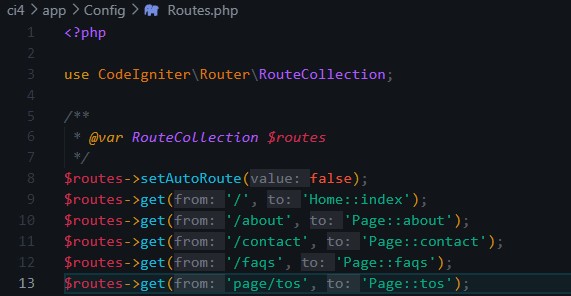 ci4 > app > Config > Routes.php
1 <?php
2
3 use CodeIgniter\Router\RouteCollection;
4
5 /**
6  * @var RouteCollection $routes
7  */
8 $routes->setAutoRoute(value: false);
9 $routes->get(from: '/', to: 'Home::index');
10 $routes->get(from: '/about', to: 'Page::about');
11 $routes->get(from: '/contact', to: 'Page::contact');
12 $routes->get(from: '/faqs', to: 'Page::faqs');
13 $routes->get(from: 'page/tos', to: 'Page::tos');